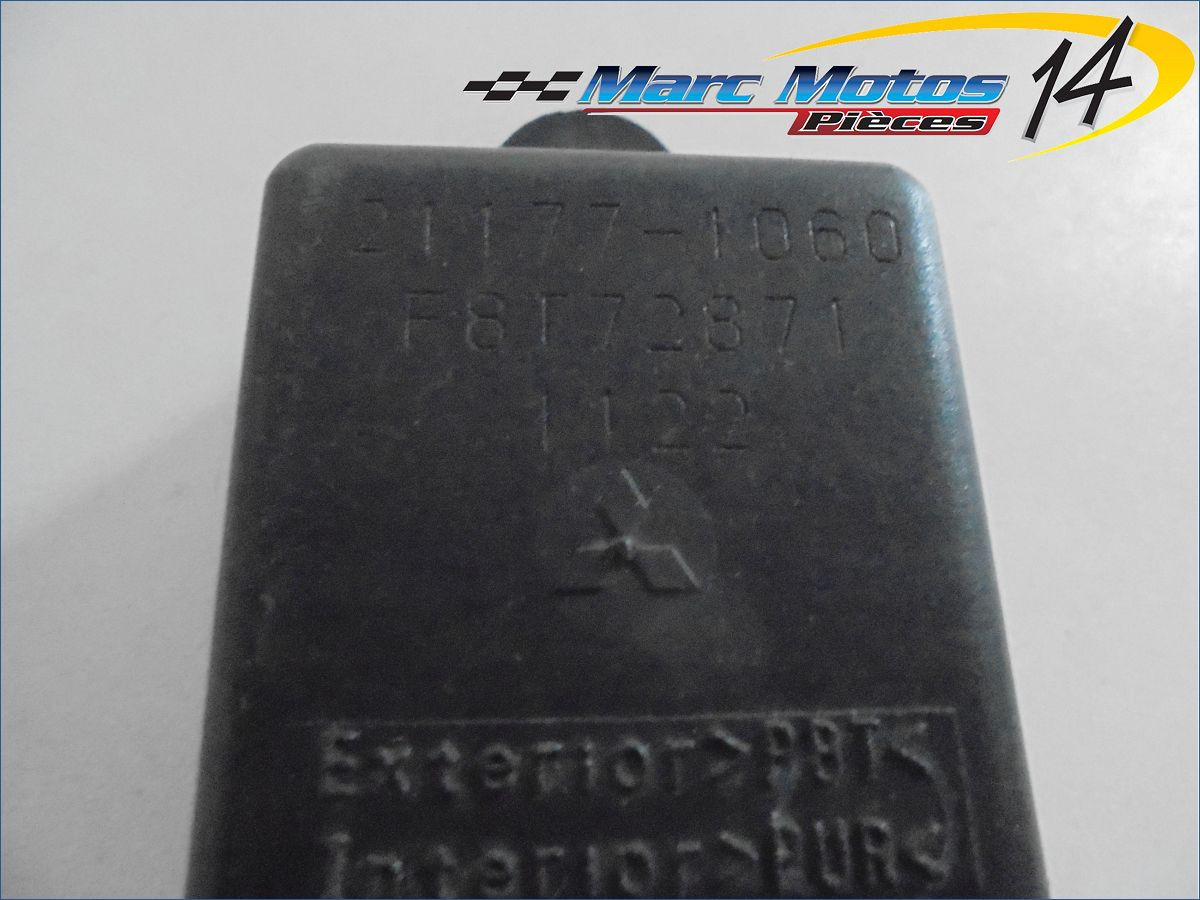 Marc Motos 14
Pièces
21177-1060
F8T72871
1122
Exterior>PBT<
Interior>PUR<